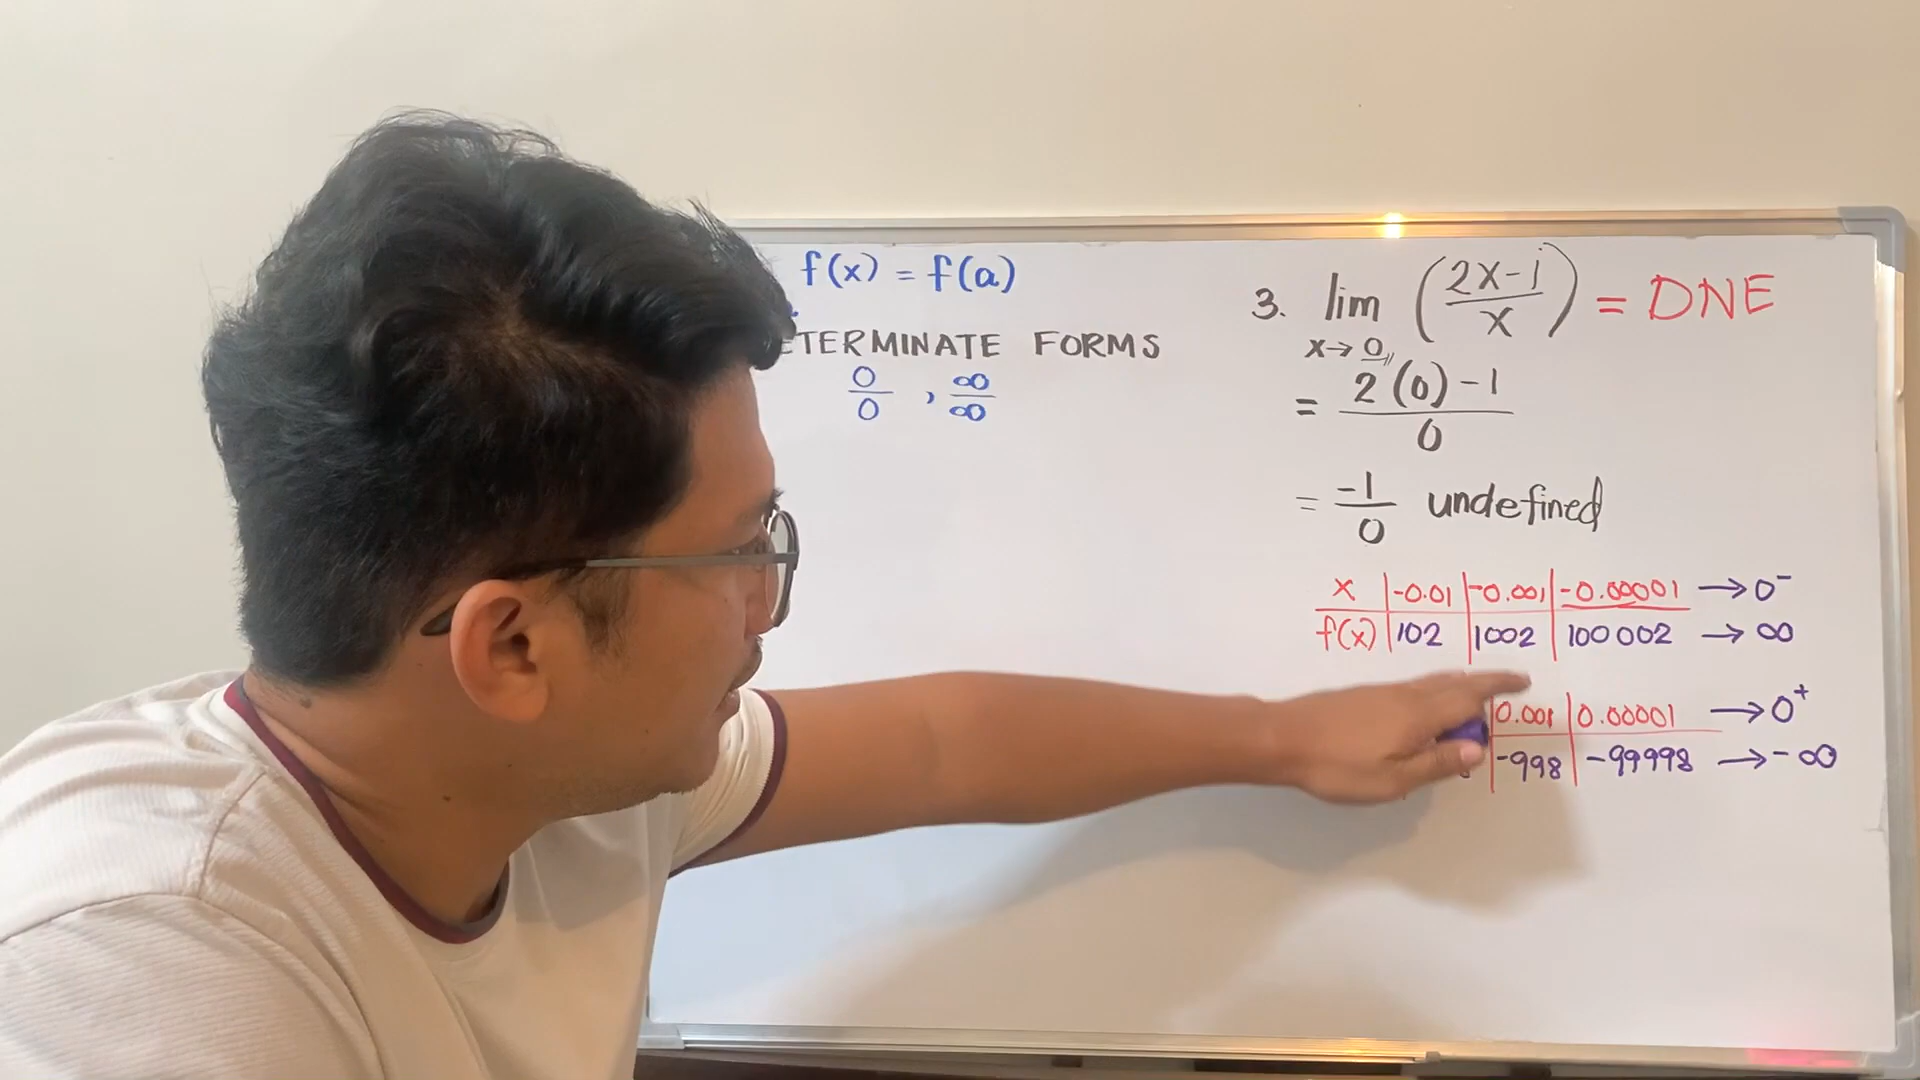 f(x) = f(a)
ETERMINATE FORMS
0/0 , ∞/∞
3. lim x→0 (2x-1/x) = DNE
= 2(0)-1/0
= -1/0 undefined
x | -0.01 | -0.001 | -0.00001 → 0⁻
f(x) | 102 | 1002 | 100002 → ∞
0.001 | 0.00001 → 0⁺
-998 | -99998 → -∞